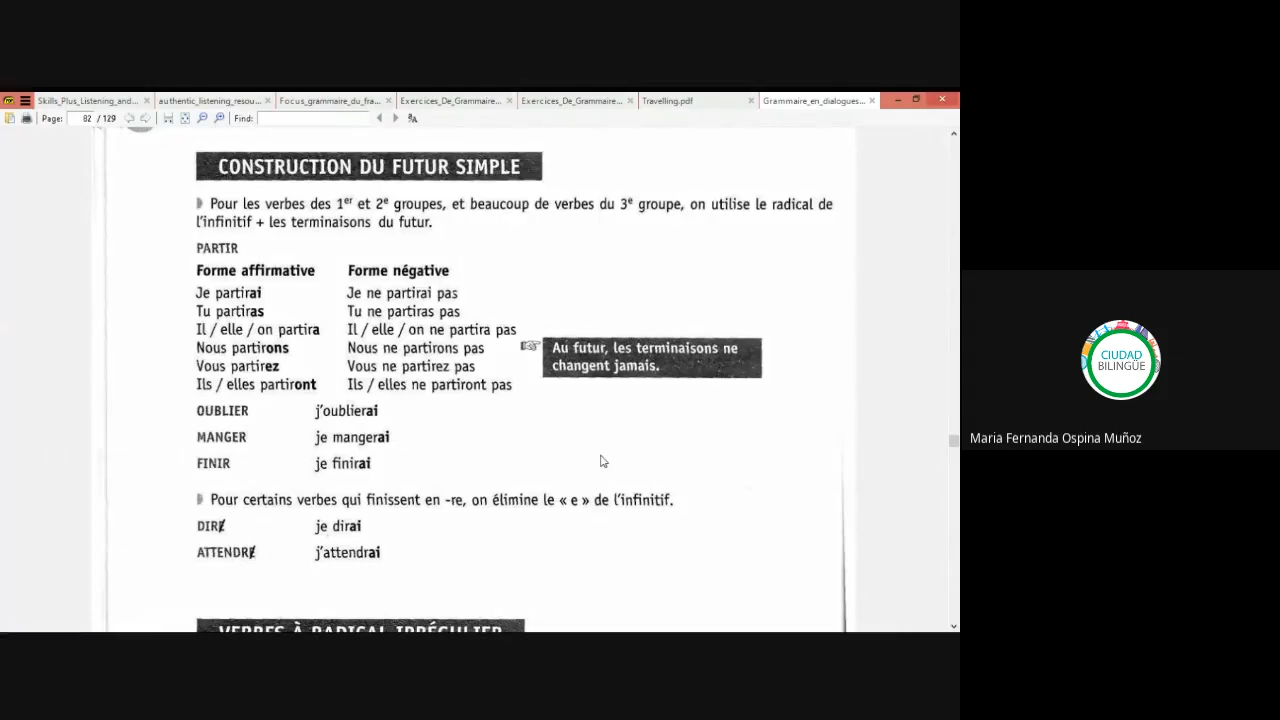 Skills_Plus_Listening_and... authentic_listening_resou... Focus_grammaire_du_fra... Exercices_De_Grammaire... Exercices_De_Grammaire... Travelling.pdf Grammaire_en_dialogues...
Page: 82 / 129 Find:
CONSTRUCTION DU FUTUR SIMPLE
Pour les verbes des 1er et 2e groupes, et beaucoup de verbes du 3e groupe, on utilise le radical de
l'infinitif + les terminaisons du futur.
PARTIR
Forme affirmative Forme négative
Je partirai Je ne partirai pas
Tu partiras Tu ne partiras pas
Il / elle / on partira Il / elle / on ne partira pas
Nous partirons Nous ne partirons pas
Vous partirez Vous ne partirez pas
Ils / elles partiront Ils / elles ne partiront pas
Au futur, les terminaisons ne
changent jamais.
OUBLIER j'oublierai
MANGER je mangerai
FINIR je finirai
Pour certains verbes qui finissent en -re, on élimine le « e » de l'infinitif.
DIRE je dirai
ATTENDRE j'attendrai
VERBES À RADICAL IRRÉGULIER
CIUDAD
BILINGÜE
Maria Fernanda Ospina Muñoz